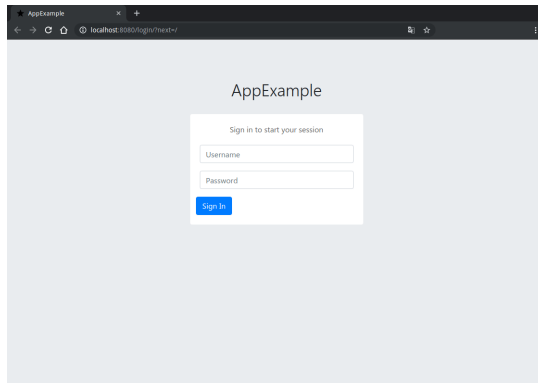 AppExample
localhost:8080/login/?next=/
AppExample
Sign in to start your session
Username
Password
Sign In